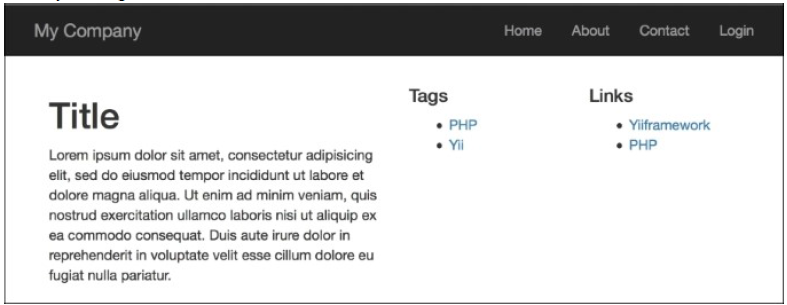 My Company
Home About Contact Login
Title
Lorem ipsum dolor sit amet, consectetur adipisicing
elit, sed do eiusmod tempor incididunt ut labore et
dolore magna aliqua. Ut enim ad minim veniam, quis
nostrud exercitation ullamco laboris nisi ut aliquip ex
ea commodo consequat. Duis aute irure dolor in
reprehenderit in voluptate velit esse cillum dolore eu
fugiat nulla pariatur.
Tags
• PHP
• Yii
Links
• Yiiframework
• PHP